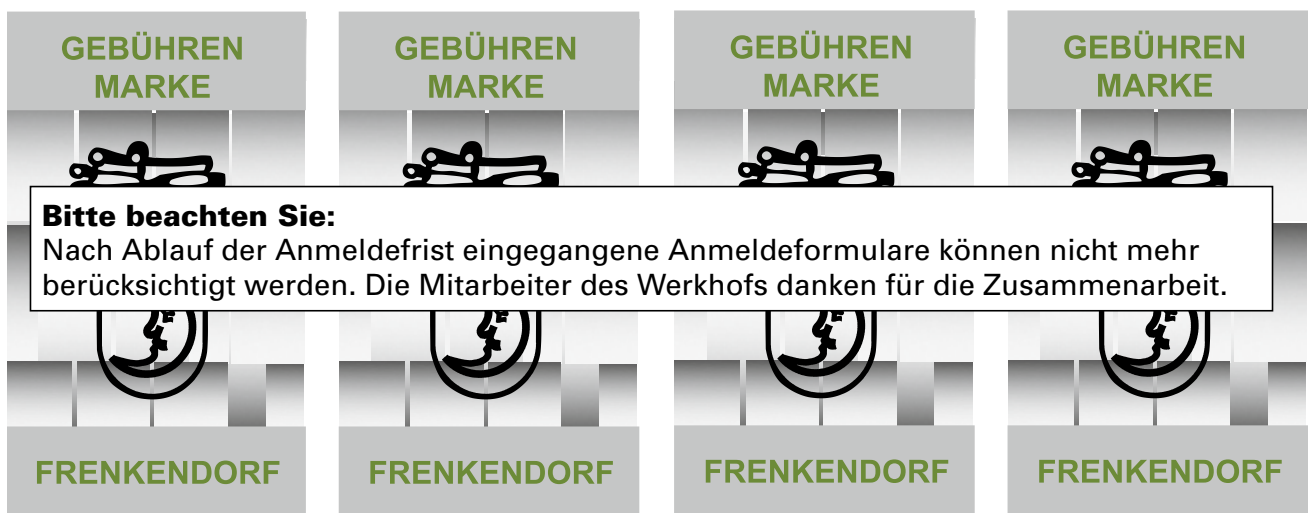 GEBÜHREN
MARKE
GEBÜHREN
MARKE
GEBÜHREN
MARKE
GEBÜHREN
MARKE
Bitte beachten Sie:
Nach Ablauf der Anmeldefrist eingegangene Anmeldeformulare können nicht mehr
berücksichtigt werden. Die Mitarbeiter des Werkhofs danken für die Zusammenarbeit.
FRENKENDORF
FRENKENDORF
FRENKENDORF
FRENKENDORF